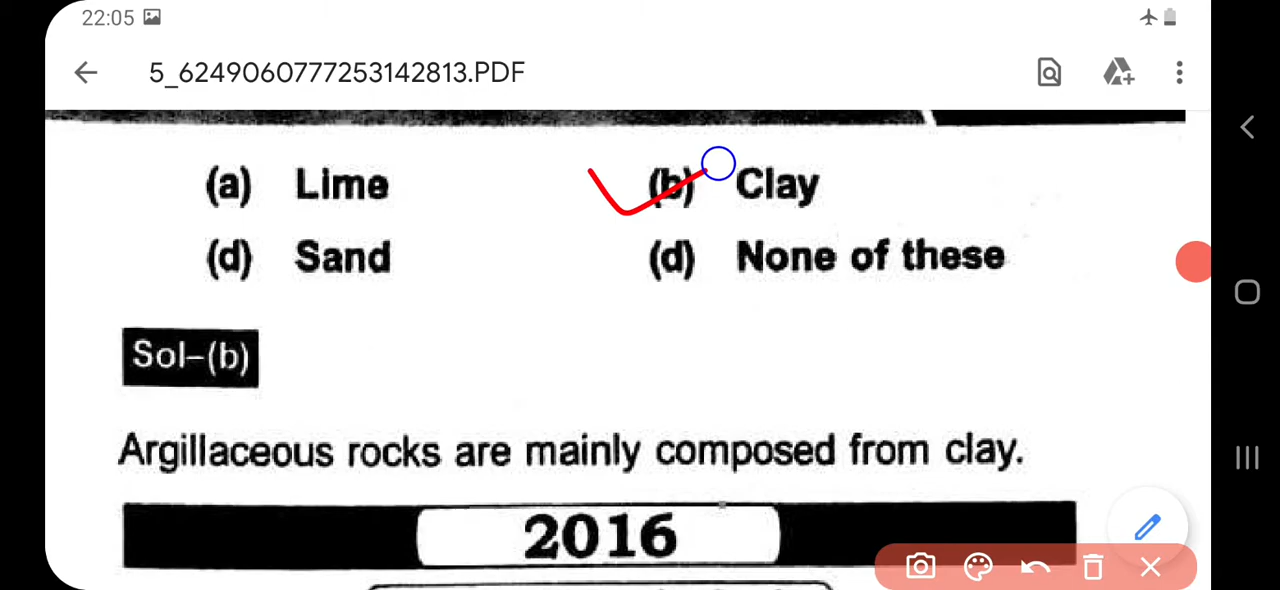 22:05
5_6249060777253142813.PDF
(a) Lime (b) Clay
(d) Sand (d) None of these
Sol-(b)
Argillaceous rocks are mainly composed from clay.
2016